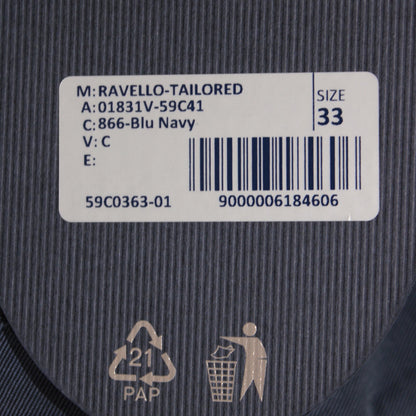 M: RAVELLO-TAILORED
A: 01831V-59C41
C: 866-Blu Navy
V: C
E:
SIZE
33
59C0363-01
9000006184606
21
PAP